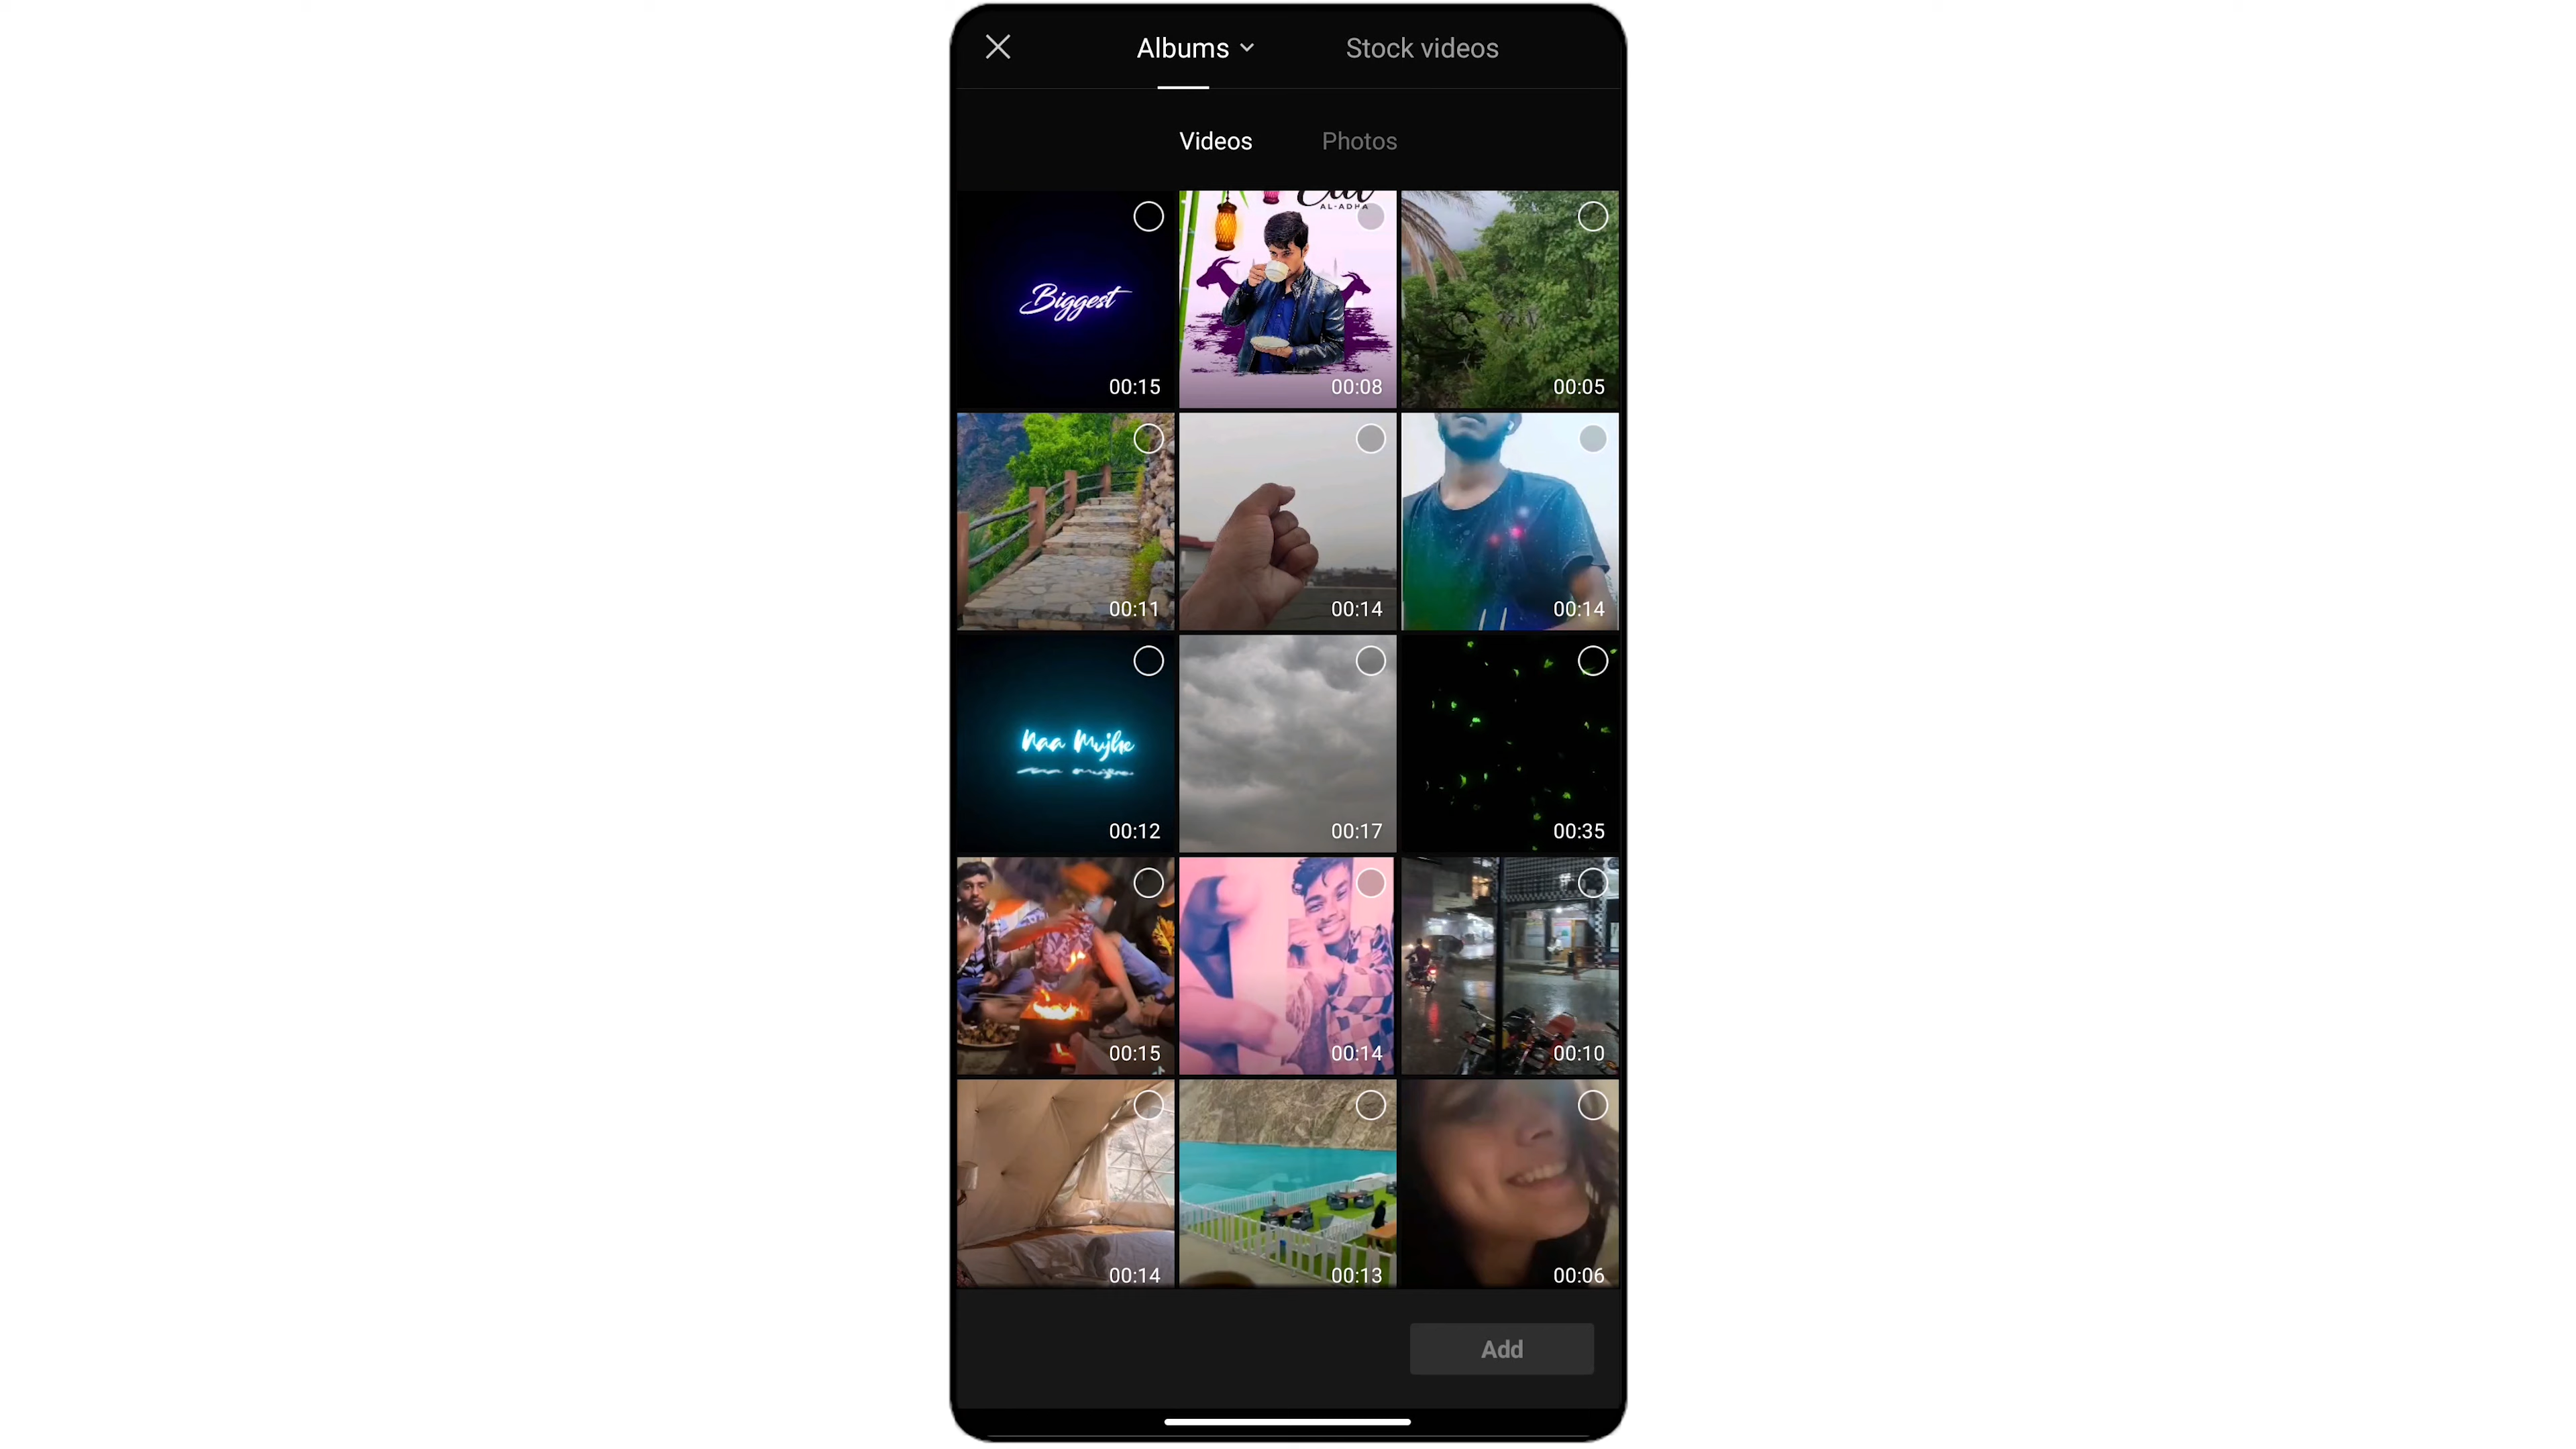 Albums Stock videos
Videos Photos
Biggest
00:15
AL-ADHA
00:08
00:05
00:11
00:14
00:14
Naa Mujhe
00:12
00:17
00:35
00:15
00:14
00:10
00:14
00:13
00:06
Add